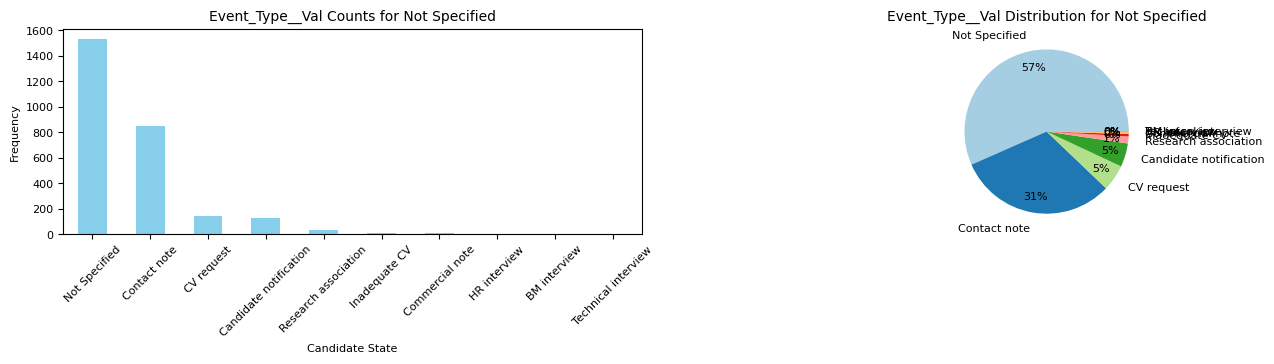 Event_Type__Val Counts for Not Specified
1600
1400
1200
1000
800
600
400
200
0
Frequency
Not Specified
Contact note
CV request
Candidate notification
Research association
Inadequate CV
Commercial note
HR interview
BM interview
Technical interview
Candidate State
Event_Type__Val Distribution for Not Specified
Not Specified
57%
Contact note
31%
CV request
5%
Candidate notification
5%
Research association
1%
0%